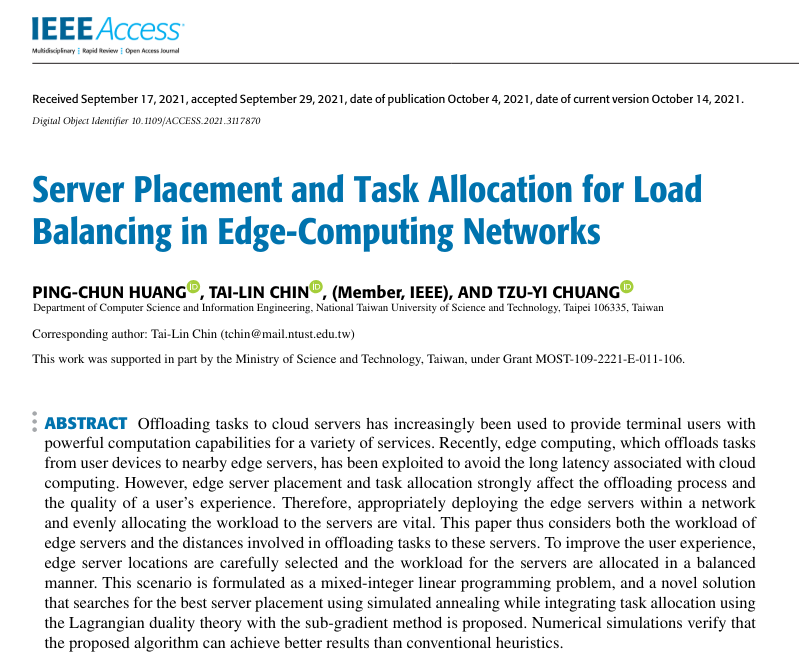 IEEE Access
Multidisciplinary | Rapid Review | Open Access Journal
Received September 17, 2021, accepted September 29, 2021, date of publication October 4, 2021, date of current version October 14, 2021.
Digital Object Identifier 10.1109/ACCESS.2021.3117870
Server Placement and Task Allocation for Load
Balancing in Edge-Computing Networks
PING-CHUN HUANG iD, TAI-LIN CHIN iD, (Member, IEEE), AND TZU-YI CHUANG iD
Department of Computer Science and Information Engineering, National Taiwan University of Science and Technology, Taipei 106335, Taiwan
Corresponding author: Tai-Lin Chin (tchin@mail.ntust.edu.tw)
This work was supported in part by the Ministry of Science and Technology, Taiwan, under Grant MOST-109-2221-E-011-106.
ABSTRACT Offloading tasks to cloud servers has increasingly been used to provide terminal users with
powerful computation capabilities for a variety of services. Recently, edge computing, which offloads tasks
from user devices to nearby edge servers, has been exploited to avoid the long latency associated with cloud
computing. However, edge server placement and task allocation strongly affect the offloading process and
the quality of a user's experience. Therefore, appropriately deploying the edge servers within a network
and evenly allocating the workload to the servers are vital. This paper thus considers both the workload of
edge servers and the distances involved in offloading tasks to these servers. To improve the user experience,
edge server locations are carefully selected and the workload for the servers are allocated in a balanced
manner. This scenario is formulated as a mixed-integer linear programming problem, and a novel solution
that searches for the best server placement using simulated annealing while integrating task allocation using
the Lagrangian duality theory with the sub-gradient method is proposed. Numerical simulations verify that
the proposed algorithm can achieve better results than conventional heuristics.